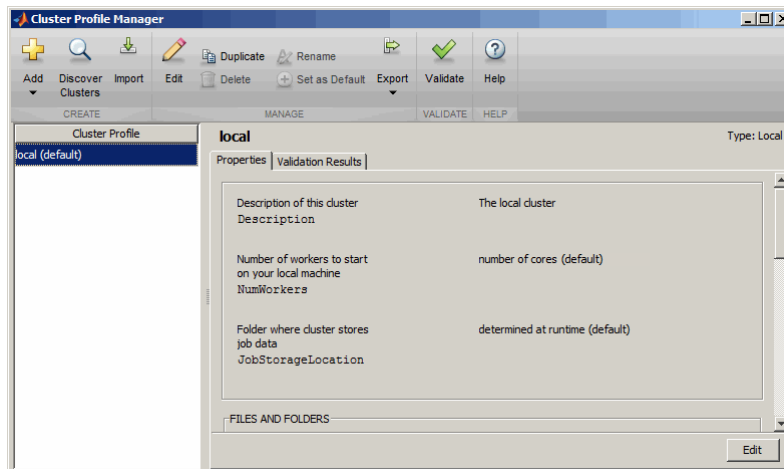 Cluster Profile Manager
Add
Discover Clusters
Import
Edit
Duplicate
Delete
Rename
Set as Default
Export
Validate
Help
CREATE
MANAGE
VALIDATE
HELP
Cluster Profile
local (default)
local
Type: Local
Properties
Validation Results
Description of this cluster
The local cluster
Description
Number of workers to start
number of cores (default)
on your local machine
NumWorkers
Folder where cluster stores
determined at runtime (default)
job data
JobStorageLocation
FILES AND FOLDERS
Edit